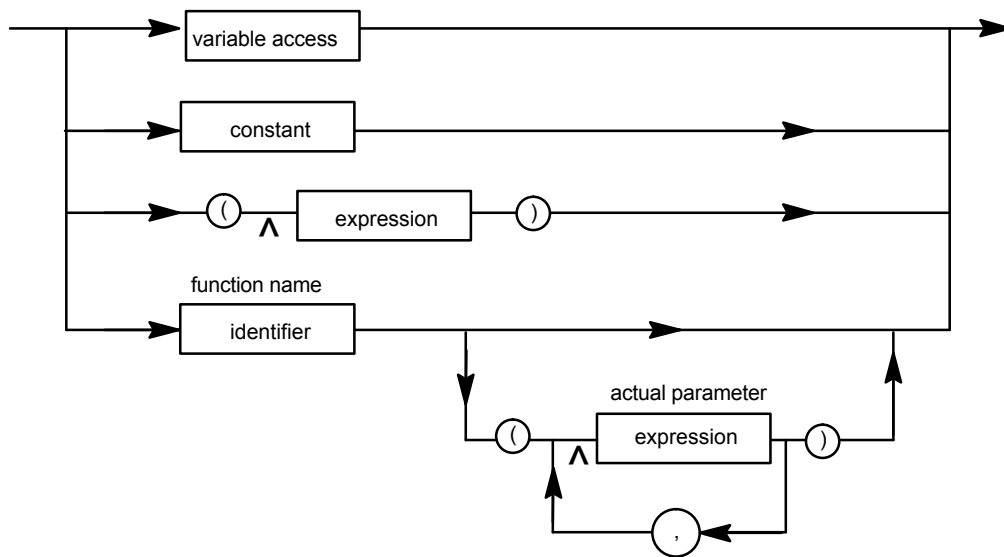 variable access
constant
( ʌ expression )
function name
identifier
actual parameter
( ʌ expression )
,